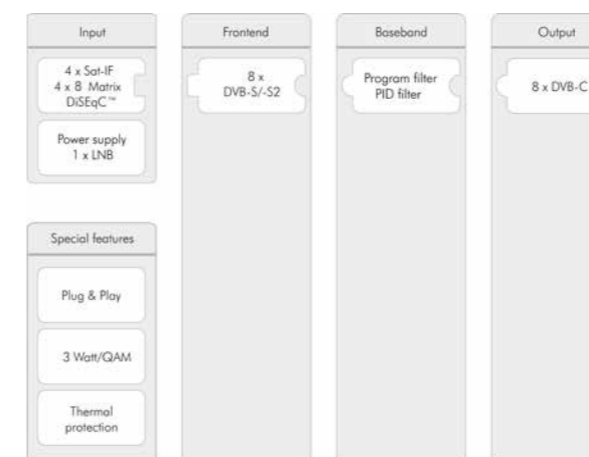 Input
4 x Sat-IF
4 x 8 Matrix
DiSEqC™
Power supply
1 x LNB
Special features
Plug & Play
3 Watt/QAM
Thermal
protection
Frontend
8 x
DVB-S/-S2
Baseband
Program filter
PID filter
Output
8 x DVB-C